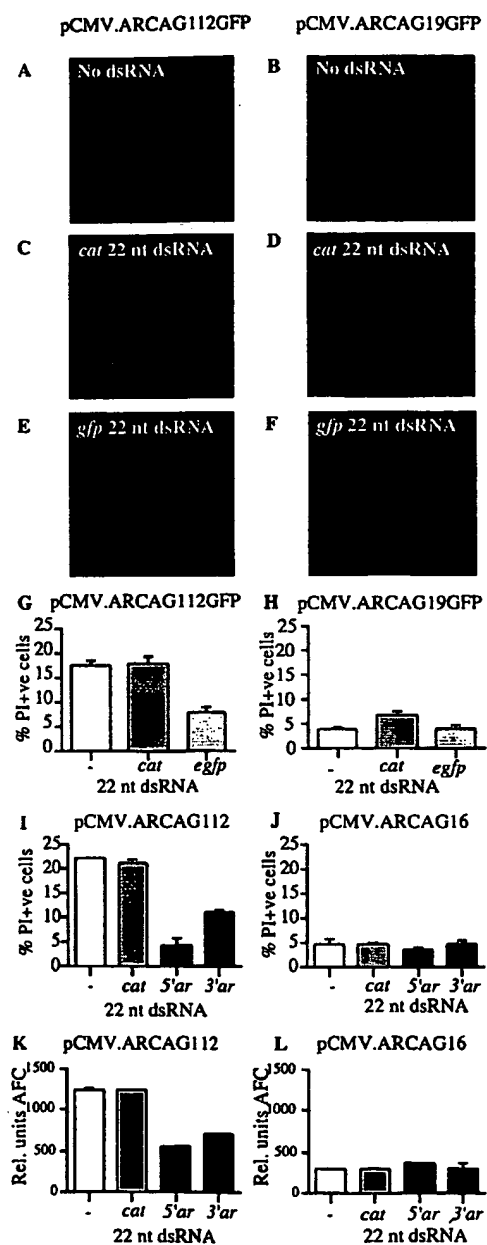 pCMV.ARCAG112GFP pCMV.ARCAG19GFP
A No dsRNA B No dsRNA
C cat 22 nt dsRNA D cat 22 nt dsRNA
E gfp 22 nt dsRNA F gfp 22 nt dsRNA
G pCMV.ARCAG112GFP H pCMV.ARCAG19GFP
% PI+ve cells % PI+ve cells
25 25
20 20
15 15
10 10
5 5
0 0
- cat egfp - cat egfp
22 nt dsRNA 22 nt dsRNA
I pCMV.ARCAG112 J pCMV.ARCAG16
% PI+ve cells % PI+ve cells
25 25
20 20
15 15
10 10
5 5
0 0
- cat 5'ar 3'ar - cat 5'ar 3'ar
22 nt dsRNA 22 nt dsRNA
K pCMV.ARCAG112 L pCMV.ARCAG16
Rel. units AFC Rel. units AFC
1500 1500
1000 1000
500 500
0 0
- cat 5'ar 3'ar - cat 5'ar 3'ar
22 nt dsRNA 22 nt dsRNA